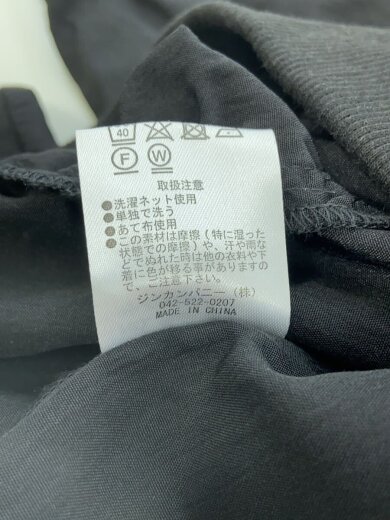 40
F W
取扱注意
●洗濯ネット使用
●単独で洗う
●あて布使用
●この素材は摩擦（特に湿った
状態での摩擦）や、汗や雨な
どでぬれた時は他の衣料や下
着に色が移る事がありますの
で、ご注意下さい。
ジンカンパニー（株）
042-522-0207
MADE IN CHINA